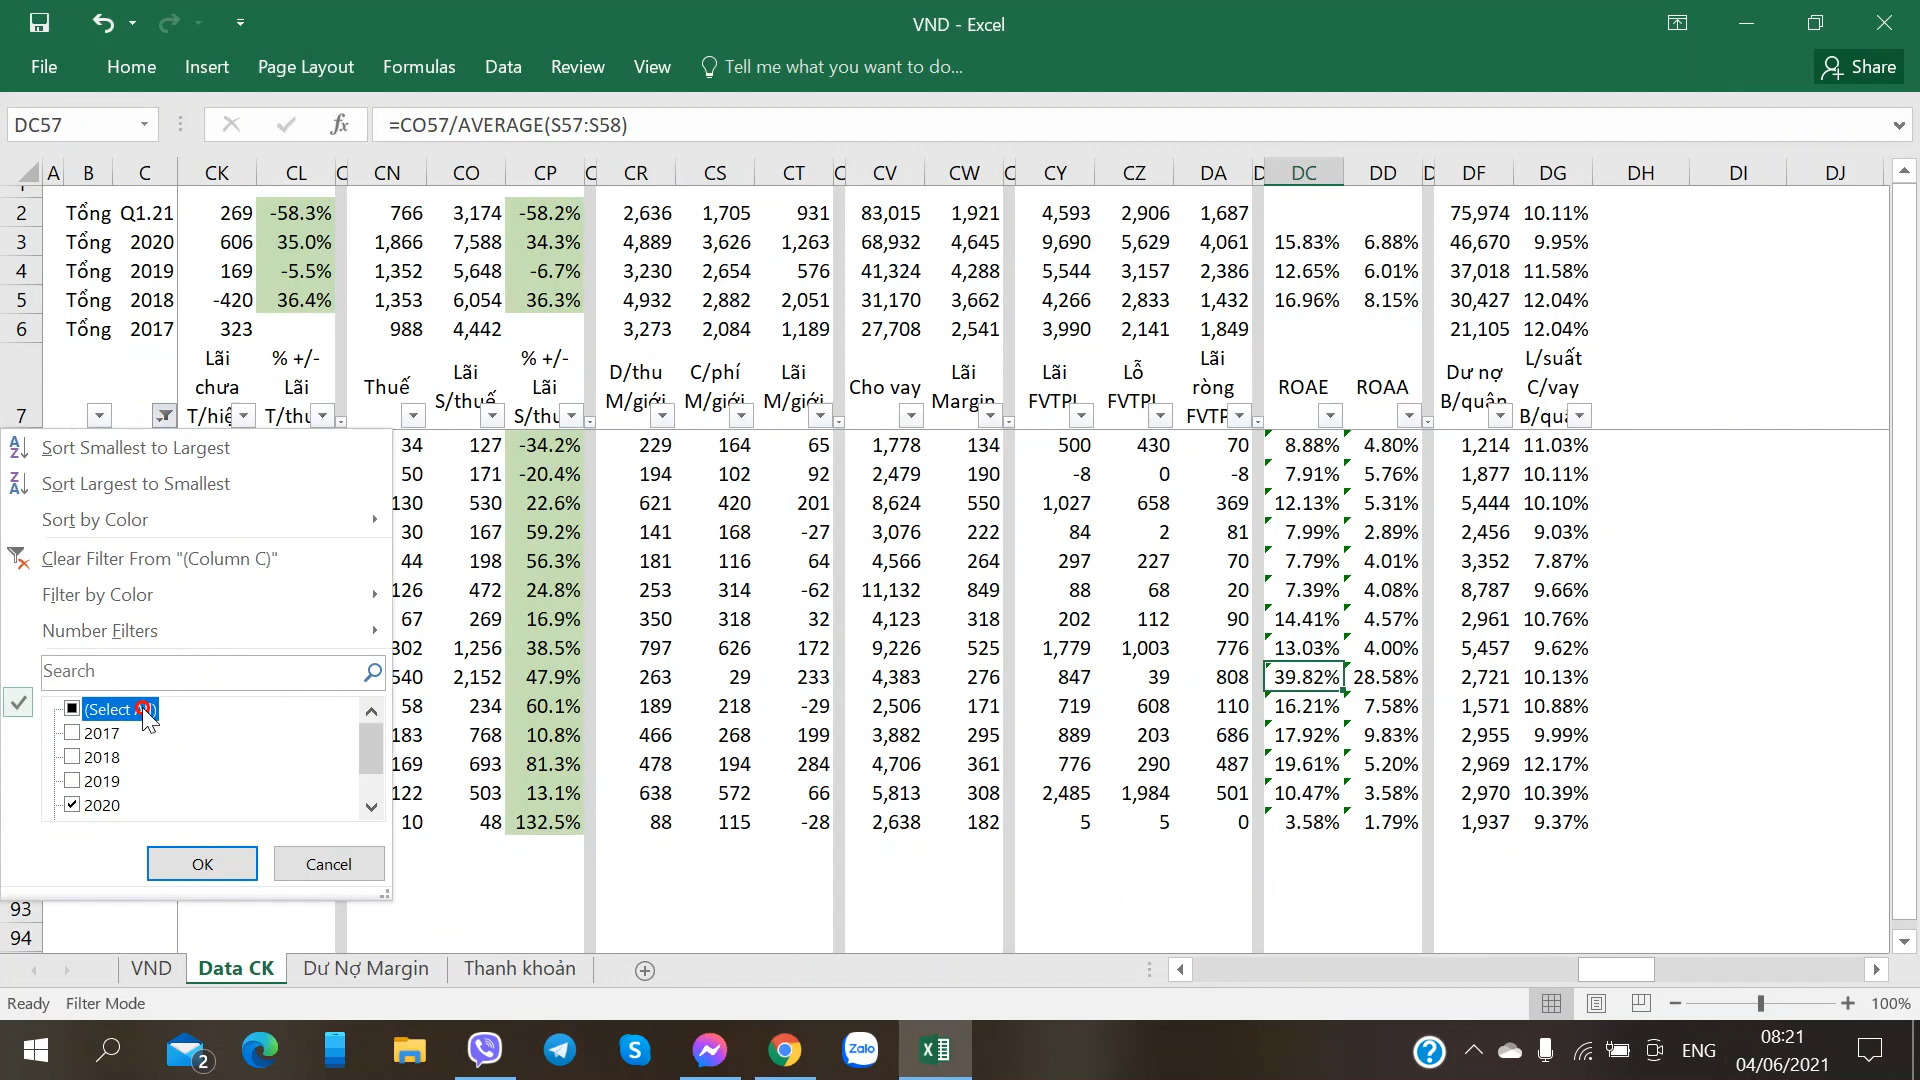 VND - Excel
File Home Insert Page Layout Formulas Data Review View Tell me what you want to do... Share
DC57 fx =CO57/AVERAGE(S57:S58)
A B C CK CL C CN CO CP C CR CS CT C CV CW C CY CZ DA D DC DD D DF DG DH DI DJ
2 Tổng Q1.21 269 -58.3% 766 3,174 -58.2% 2,636 1,705 931 83,015 1,921 4,593 2,906 1,687 75,974 10.11%
3 Tổng 2020 606 35.0% 1,866 7,588 34.3% 4,889 3,626 1,263 68,932 4,645 9,690 5,629 4,061 15.83% 6.88% 46,670 9.95%
4 Tổng 2019 169 -5.5% 1,352 5,648 -6.7% 3,230 2,654 576 41,324 4,288 5,544 3,157 2,386 12.65% 6.01% 37,018 11.58%
5 Tổng 2018 -420 36.4% 1,353 6,054 36.3% 4,932 2,882 2,051 31,170 3,662 4,266 2,833 1,432 16.96% 8.15% 30,427 12.04%
6 Tổng 2017 323 988 4,442 3,273 2,084 1,189 27,708 2,541 3,990 2,141 1,849 21,105 12.04%
Lãi % +/- % +/- Lãi L/suất
chưa Lãi Thuế Lãi Lãi D/thu C/phí Lãi Cho vay Lãi Lãi Lỗ ròng ROAE ROAA Dư nợ C/vay
7 T/hiệ T/thu S/thuế S/thu M/giới M/giới M/giới Margin FVTPL FVTPL FVTP B/quân B/quâ
34 127 -34.2% 229 164 65 1,778 134 500 430 70 8.88% 4.80% 1,214 11.03%
50 171 -20.4% 194 102 92 2,479 190 -8 0 -8 7.91% 5.76% 1,877 10.11%
130 530 22.6% 621 420 201 8,624 550 1,027 658 369 12.13% 5.31% 5,444 10.10%
30 167 59.2% 141 168 -27 3,076 222 84 2 81 7.99% 2.89% 2,456 9.03%
44 198 56.3% 181 116 64 4,566 264 297 227 70 7.79% 4.01% 3,352 7.87%
126 472 24.8% 253 314 -62 11,132 849 88 68 20 7.39% 4.08% 8,787 9.66%
67 269 16.9% 350 318 32 4,123 318 202 112 90 14.41% 4.57% 2,961 10.76%
302 1,256 38.5% 797 626 172 9,226 525 1,779 1,003 776 13.03% 4.00% 5,457 9.62%
540 2,152 47.9% 263 29 233 4,383 276 847 39 808 39.82% 28.58% 2,721 10.13%
58 234 60.1% 189 218 -29 2,506 171 719 608 110 16.21% 7.58% 1,571 10.88%
183 768 10.8% 466 268 199 3,882 295 889 203 686 17.92% 9.83% 2,955 9.99%
169 693 81.3% 478 194 284 4,706 361 776 290 487 19.61% 5.20% 2,969 12.17%
122 503 13.1% 638 572 66 5,813 308 2,485 1,984 501 10.47% 3.58% 2,970 10.39%
10 48 132.5% 88 115 -28 2,638 182 5 5 0 3.58% 1.79% 1,937 9.37%
Sort Smallest to Largest
Sort Largest to Smallest
Sort by Color
Clear Filter From "(Column C)"
Filter by Color
Number Filters
Search
(Select All)
2017
2018
2019
2020
OK Cancel
93
94
VND Data CK Dư Nợ Margin Thanh khoản
Ready Filter Mode 100%
2 Zalo ENG 08:21
04/06/2021